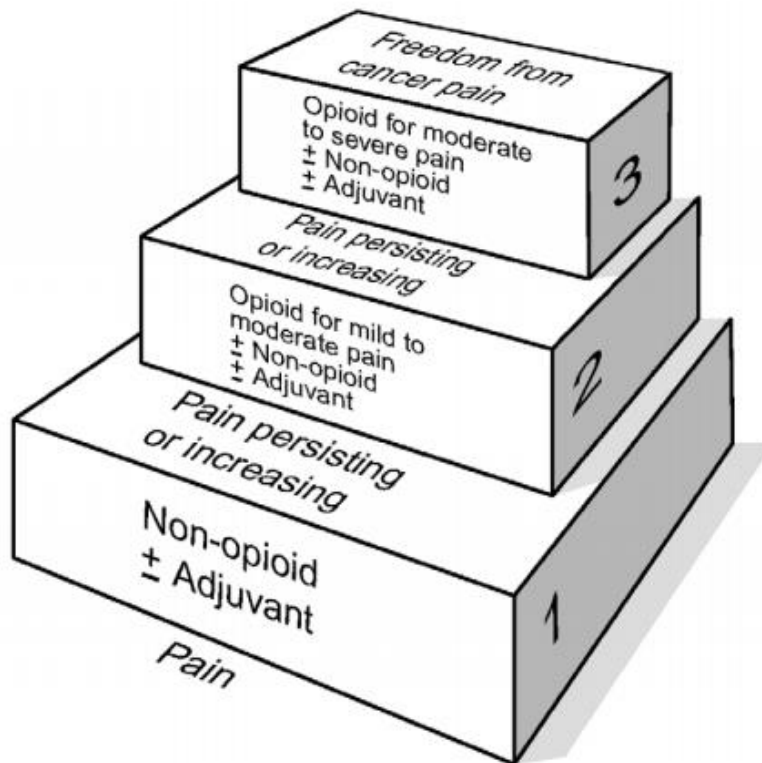 Freedom from
cancer pain
Opioid for moderate
to severe pain
± Non-opioid
± Adjuvant
3
Pain persisting
or increasing
Opioid for mild to
moderate pain
± Non-opioid
± Adjuvant
2
Pain persisting
or increasing
Non-opioid
± Adjuvant
1
Pain